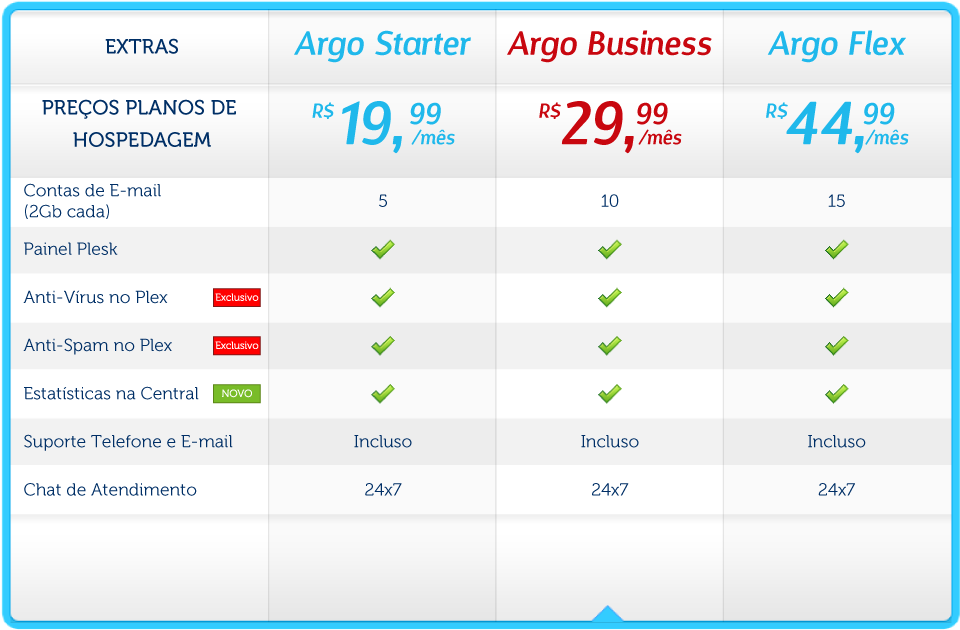 EXTRAS Argo Starter Argo Business Argo Flex
PREÇOS PLANOS DE
HOSPEDAGEM
R$ 19,99 /mês R$ 29,99 /mês R$ 44,99 /mês
Contas de E-mail
(2Gb cada) 5 10 15
Painel Plesk
Anti-Vírus no Plex Exclusivo
Anti-Spam no Plex Exclusivo
Estatísticas na Central NOVO
Suporte Telefone e E-mail Incluso Incluso Incluso
Chat de Atendimento 24x7 24x7 24x7